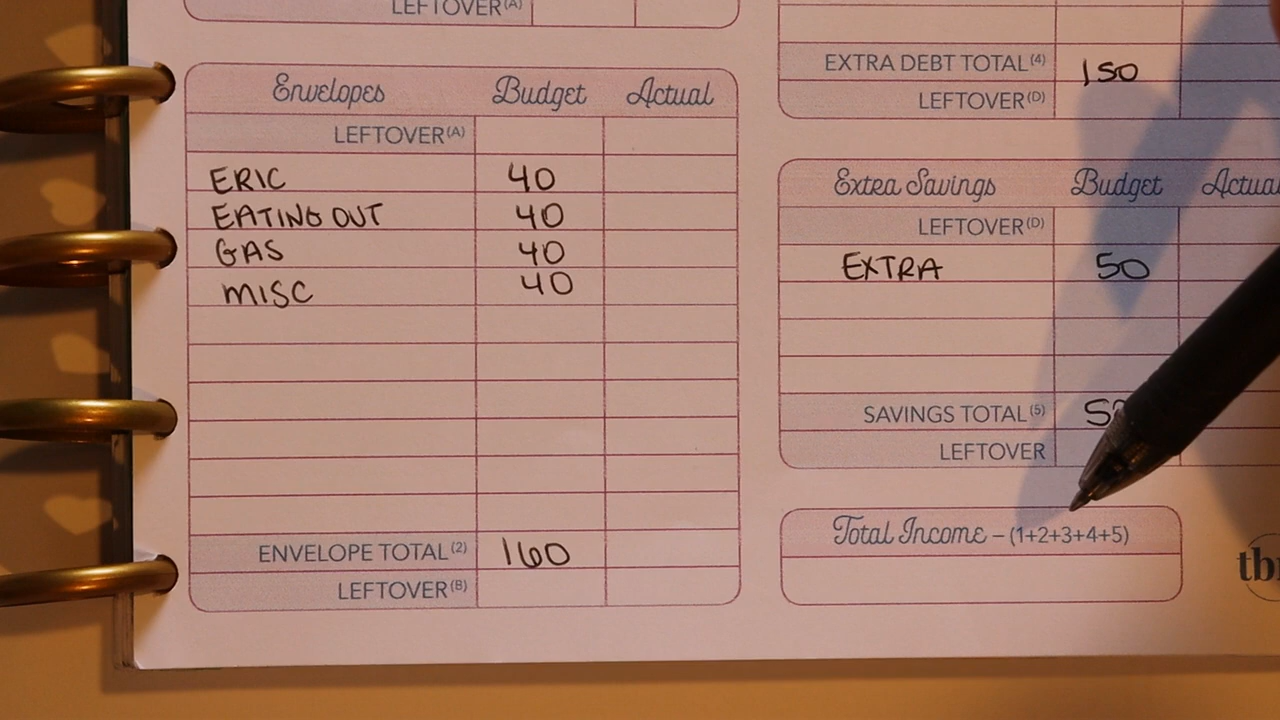 LEFTOVER(A)
Envelopes Budget Actual
LEFTOVER(A)
ERIC 40
EATING OUT 40
GAS 40
MISC 40
ENVELOPE TOTAL(2) 160
LEFTOVER(B)
EXTRA DEBT TOTAL(4) 150
LEFTOVER(D)
Extra Savings Budget Actual
LEFTOVER(D)
EXTRA 50
SAVINGS TOTAL(5)
LEFTOVER
Total Income – (1+2+3+4+5)